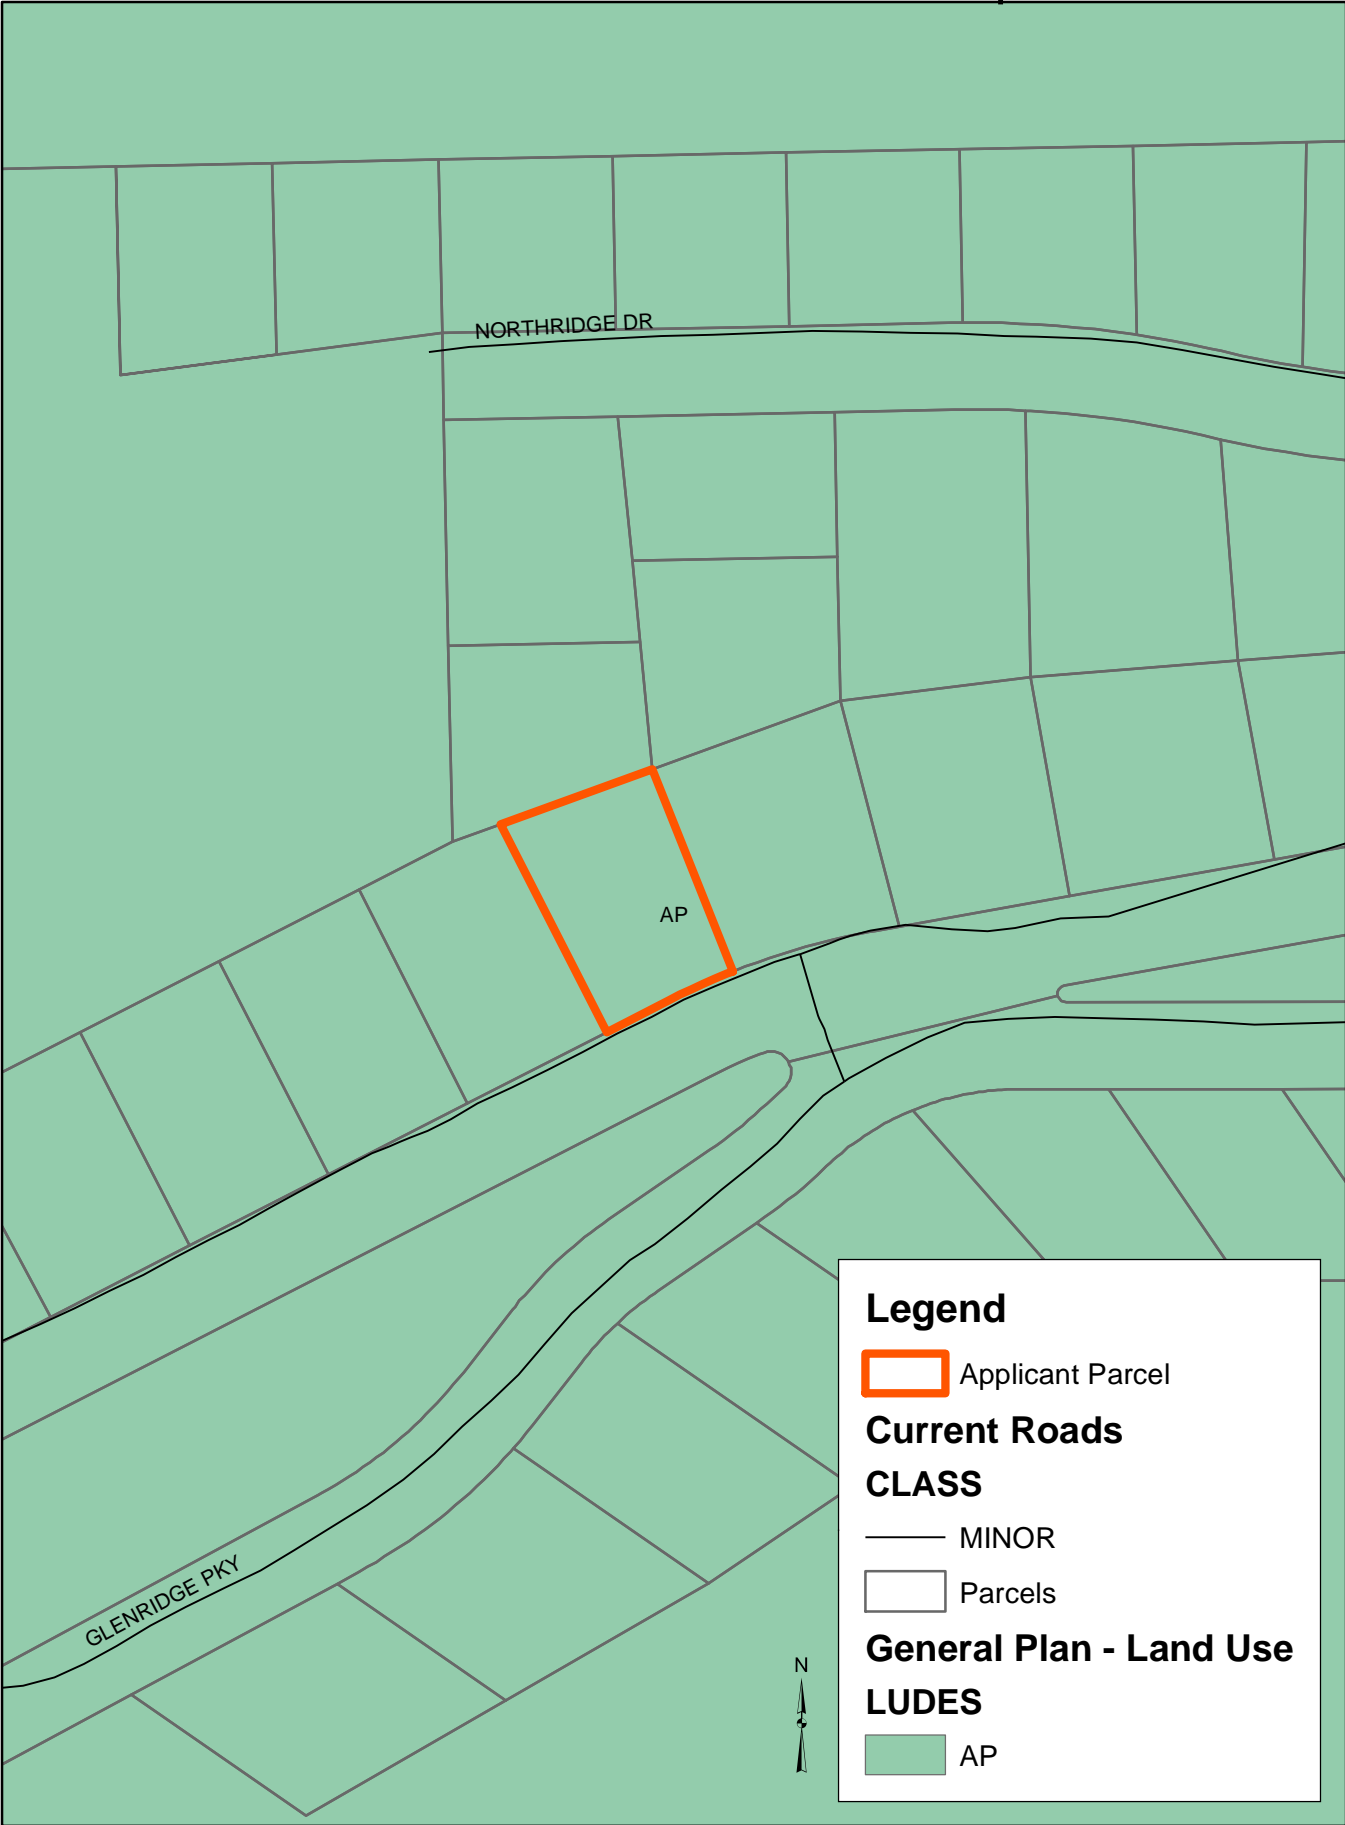 NORTHRIDGE DR
AP
GLENRIDGE PKY
N
Legend
Applicant Parcel
Current Roads
CLASS
MINOR
Parcels
General Plan - Land Use
LUDES
AP